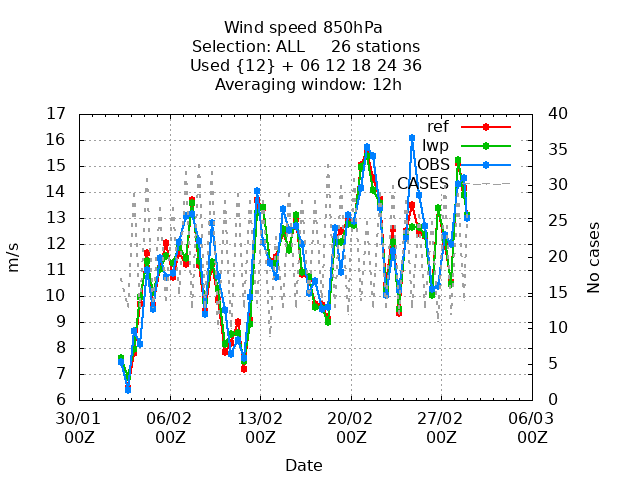 Wind speed 850hPa
Selection: ALL     26 stations
Used {12} + 06 12 18 24 36
Averaging window: 12h
17
16
15
14
13
12
11
10
9
8
7
6
m/s
40
35
30
25
20
15
10
5
0
No cases
ref
lwp
OBS
CASES
30/01 06/02 13/02 20/02 27/02 06/03
00Z 00Z 00Z 00Z 00Z 00Z
Date